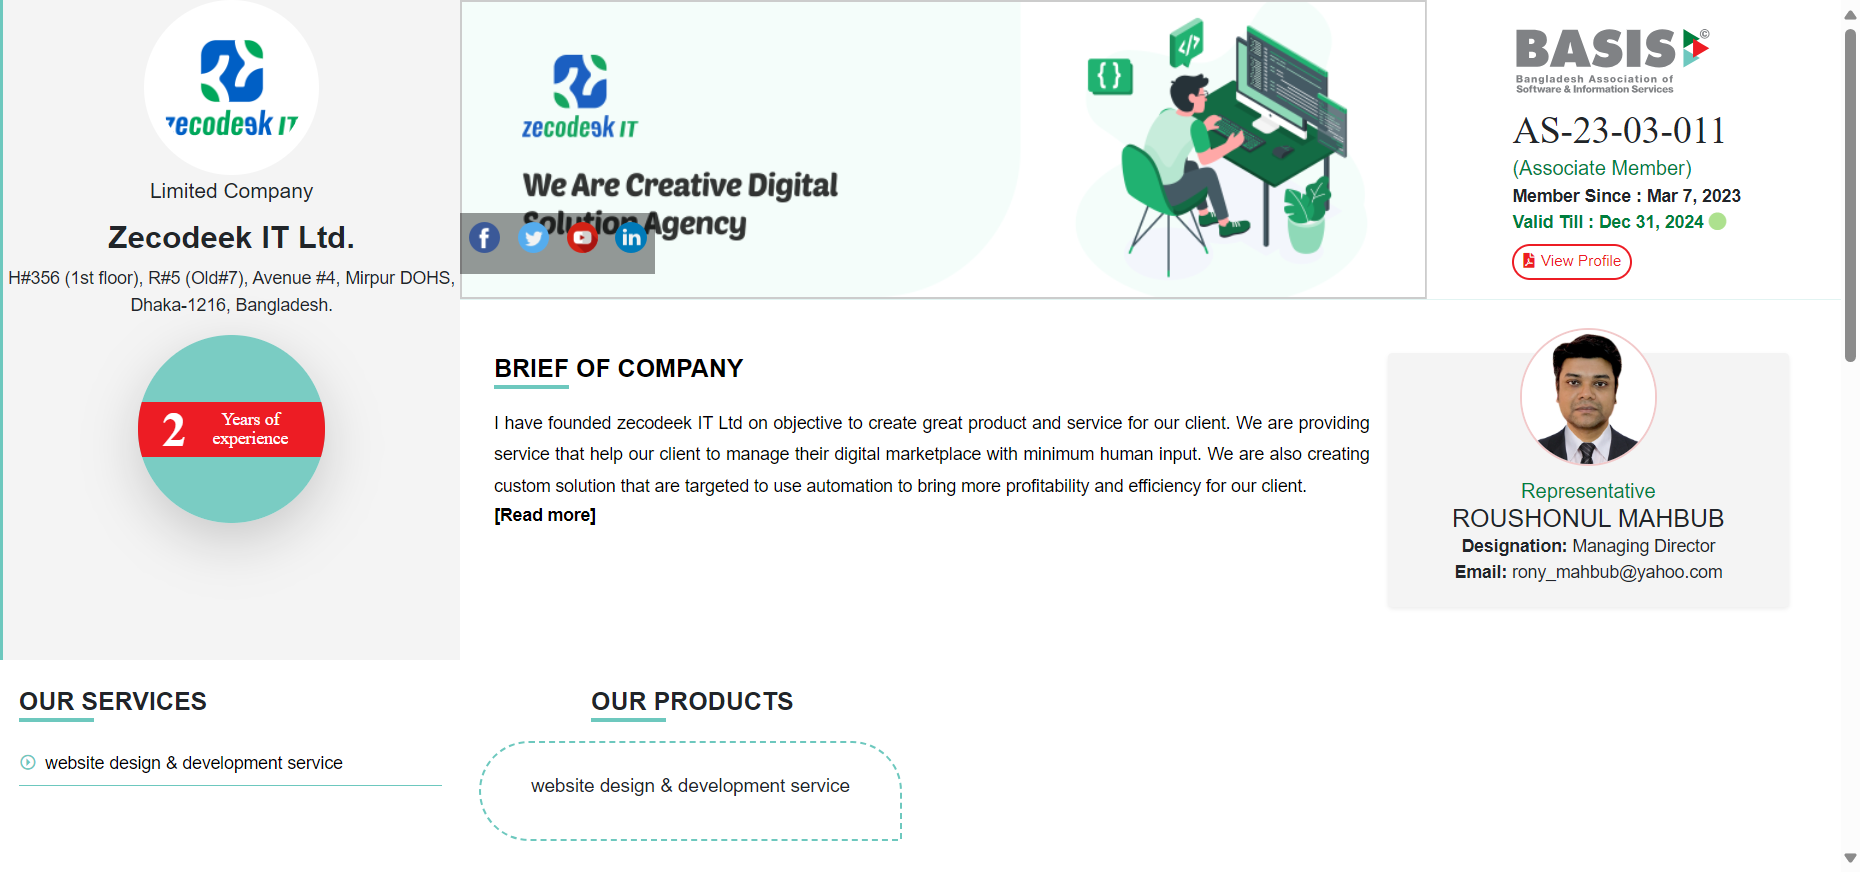 zecodeek IT
Limited Company
Zecodeek IT Ltd.
H#356 (1st floor), R#5 (Old#7), Avenue #4, Mirpur DOHS,
Dhaka-1216, Bangladesh.
2
Years of
experience
zecodeek IT
We Are Creative Digital
Solution Agency
BASIS
Bangladesh Association of
Software & Information Services
AS-23-03-011
(Associate Member)
Member Since : Mar 7, 2023
Valid Till : Dec 31, 2024
View Profile
BRIEF OF COMPANY
I have founded zecodeek IT Ltd on objective to create great product and service for our client. We are providing
service that help our client to manage their digital marketplace with minimum human input. We are also creating
custom solution that are targeted to use automation to bring more profitability and efficiency for our client.
[Read more]
Representative
ROUSHONUL MAHBUB
Designation: Managing Director
Email: rony_mahbub@yahoo.com
OUR SERVICES
website design & development service
OUR PRODUCTS
website design & development service